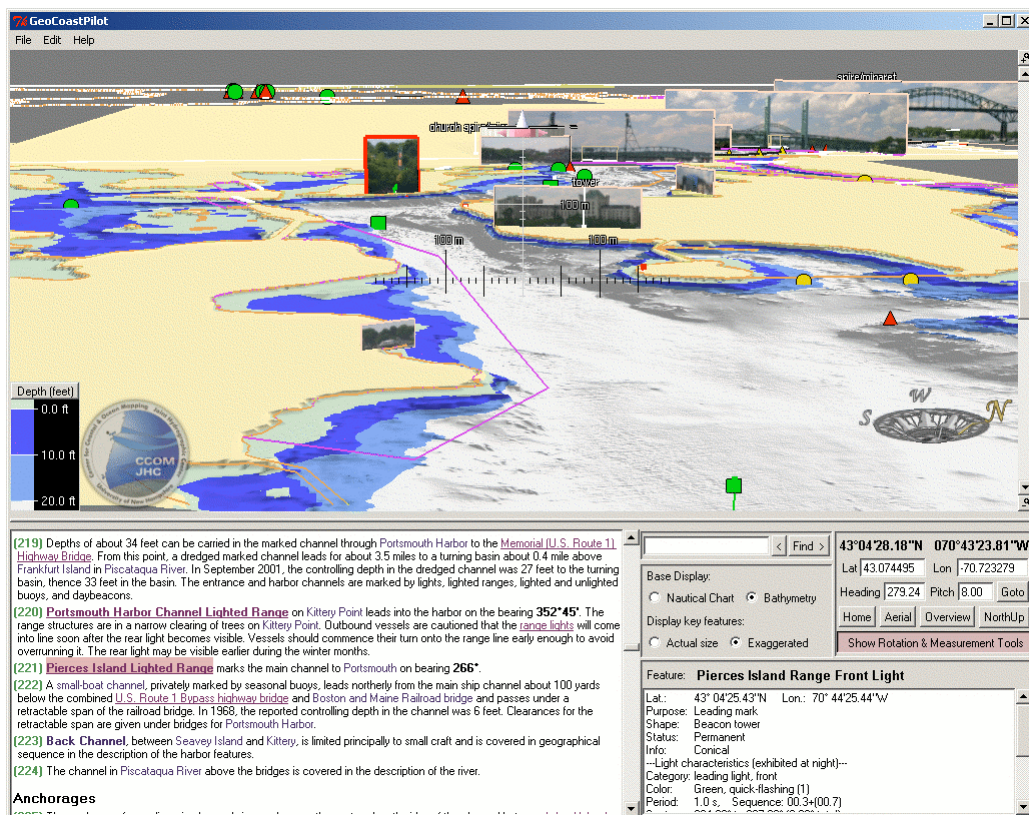 GeoCoastPilot
File Edit Help
spire/minaret
tower
100 m
100 m
100 m
Depth (feet)
0.0 ft
10.0 ft
20.0 ft
CCOM
JHC
S
W
N
(219) Depths of about 34 feet can be carried in the marked channel through Portsmouth Harbor to the Memorial (U.S. Route 1)
Highway Bridge. From this point, a dredged marked channel leads for about 3.5 miles to a turning basin about 0.4 mile above
Frankfurt Island in Piscataqua River. In September 2001, the controlling depth in the dredged channel was 27 feet to the turning
basin, thence 33 feet in the basin. The entrance and harbor channels are marked by lights, lighted ranges, lighted and unlighted
buoys, and daybeacons.
(220) Portsmouth Harbor Channel Lighted Range on Kittery Point leads into the harbor on the bearing 352°45'. The
range structures are in a narrow clearing of trees on Kittery Point. Outbound vessels are cautioned that the range lights will come
into line soon after the rear light becomes visible. Vessels should commence their turn onto the range line early enough to avoid
overrunning it. The rear light may be visible earlier during the winter months.
(221) Pierces Island Lighted Range marks the main channel to Portsmouth on bearing 266°.
(222) A small-boat channel, privately marked by seasonal buoys, leads northerly from the main ship channel about 100 yards
below the combined U.S. Route 1 Bypass highway bridge and Boston and Maine Railroad bridge and passes under a
retractable span of the railroad bridge. In 1968, the reported controlling depth in the channel was 6 feet. Clearances for the
retractable span are given under bridges for Portsmouth Harbor.
(223) Back Channel, between Seavey Island and Kittery, is limited principally to small craft and is covered in geographical
sequence in the description of the harbor features.
(224) The channel in Piscataqua River above the bridges is covered in the description of the river.
Anchorages
< Find >
Base Display:
Nautical Chart Bathymetry
Display key features:
Actual size Exaggerated
43°04'28.18"N 070°43'23.81"W
Lat 43.074495 Lon -70.723279
Heading 279.24 Pitch 8.00 Goto
Home Aerial Overview NorthUp
Show Rotation & Measurement Tools
Feature: Pierces Island Range Front Light
Lat.: 43° 04'25.43"N Lon.: 70° 44'25.44"W
Purpose: Leading mark
Shape: Beacon tower
Status: Permanent
Info: Conical
---Light characteristics (exhibited at night)---
Category: leading light, front
Color: Green, quick-flashing (1)
Period: 1.0 s, Sequence: 00.3+(00.7)